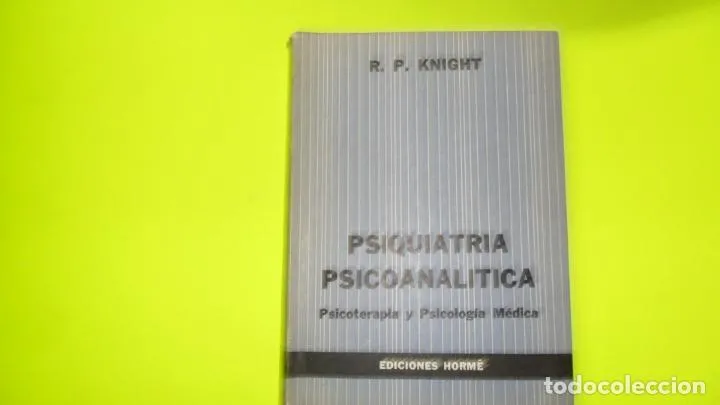 R. P. KNIGHT
PSIQUIATRIA
PSICOANALITICA
Psicoterapia y Psicología Médica
EDICIONES HORMÉ
todocoleccion